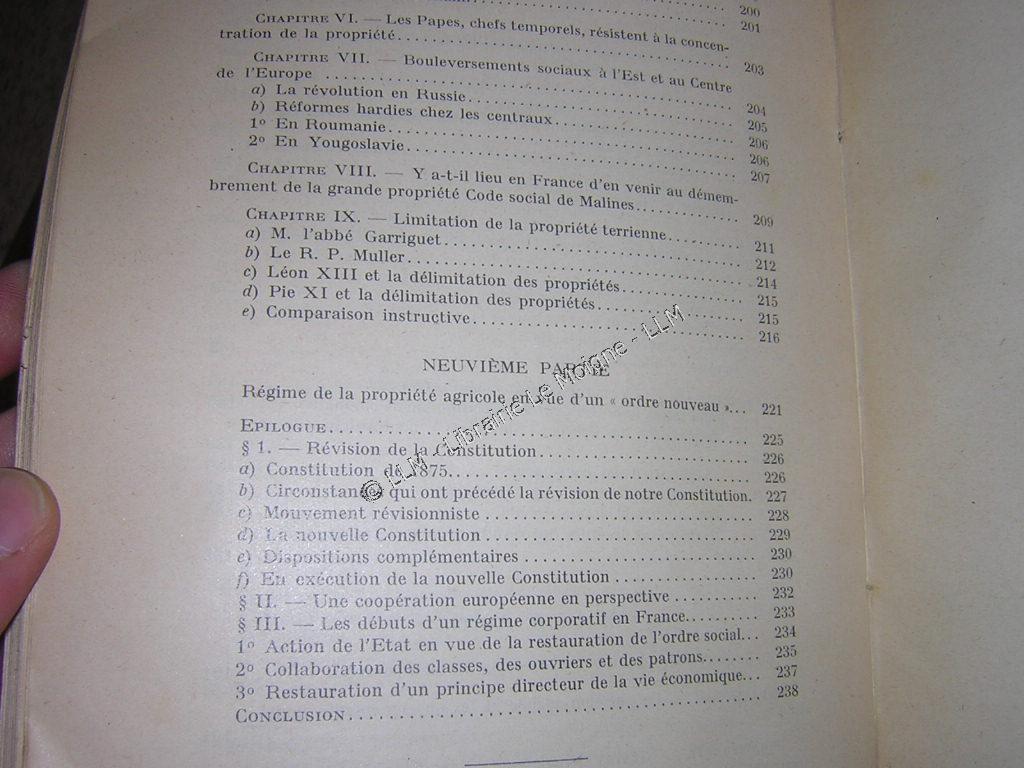 200
201
CHAPITRE VI. — Les Papes, chefs temporels, résistent à la concen-
tration de la propriété........ 203
CHAPITRE VII. — Bouleversements sociaux à l'Est et au Centre
de l'Europe ........ 204
a) La révolution en Russie........ 205
b) Réformes hardies chez les centraux........ 206
1º En Roumanie........ 206
2º En Yougoslavie........ 207
CHAPITRE VIII. — Y a-t-il lieu en France d'en venir au démem-
brement de la grande propriété Code social de Malines........ 209
CHAPITRE IX. — Limitation de la propriété terrienne........ 211
a) M. l'abbé Garriguet........ 212
b) Le R. P. Muller........ 214
c) Léon XIII et la délimitation des propriétés........ 215
d) Pie XI et la délimitation des propriétés........ 215
e) Comparaison instructive........ 216
NEUVIÈME PARTIE
Régime de la propriété agricole en vue d'un « ordre nouveau »... 221
EPILOGUE........ 225
§ 1. — Révision de la Constitution........ 226
a) Constitution de 1875........ 226
b) Circonstances qui ont précédé la révision de notre Constitution. 227
c) Mouvement révisionniste ........ 228
d) La nouvelle Constitution ........ 229
e) Dispositions complémentaires ........ 230
f) En exécution de la nouvelle Constitution ........ 230
§ II. — Une coopération européenne en perspective ........ 232
§ III. — Les débuts d'un régime corporatif en France........ 233
1º Action de l'Etat en vue de la restauration de l'ordre social... 234
2º Collaboration des classes, des ouvriers et des patrons........ 235
3º Restauration d'un principe directeur de la vie économique... 237
CONCLUSION........ 238
© LLM - Librairie Le Moigne - LLM